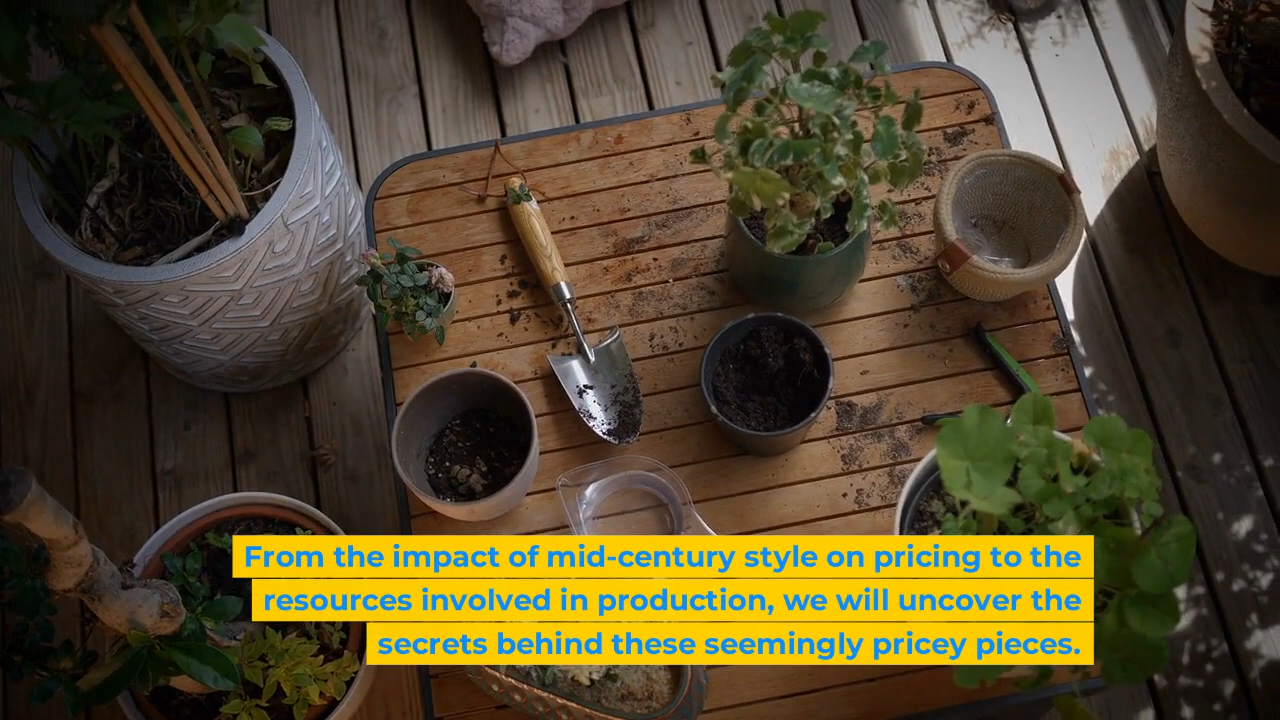 From the impact of mid-century style on pricing to the
resources involved in production, we will uncover the
secrets behind these seemingly pricey pieces.